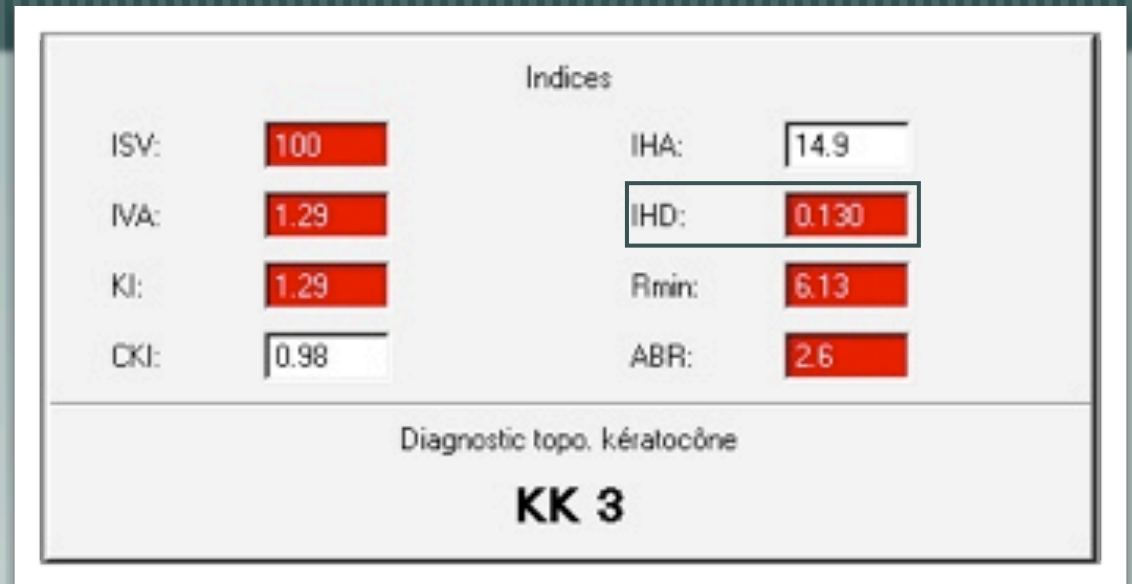 Indices
ISV: 100 IHA: 14.9
IVA: 1.29 IHD: 0.130
KI: 1.29 Rmin: 6.13
CKI: 0.98 ABR: 2.6
Diagnostic topo. kératocône
KK 3